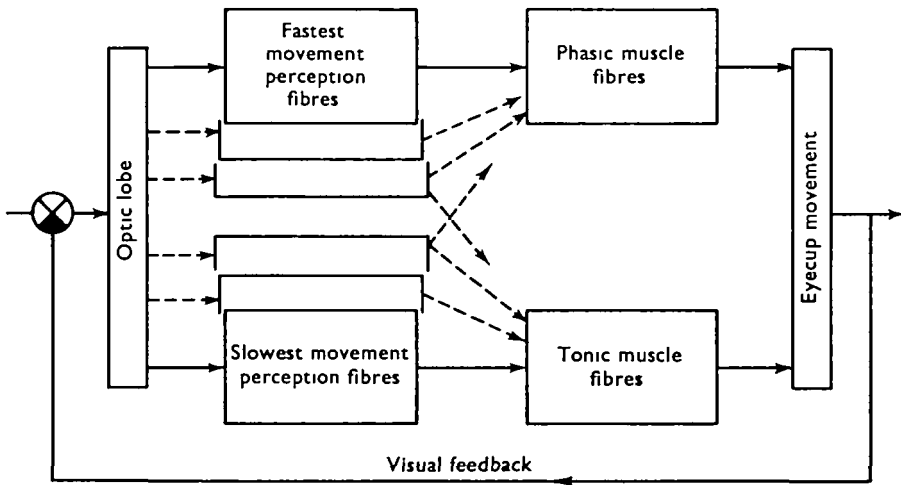 Fastest
movement
perception
fibres
Phasic muscle
fibres
Optic lobe
Eyecup movement
Slowest movement
perception fibres
Tonic muscle
fibres
Visual feedback